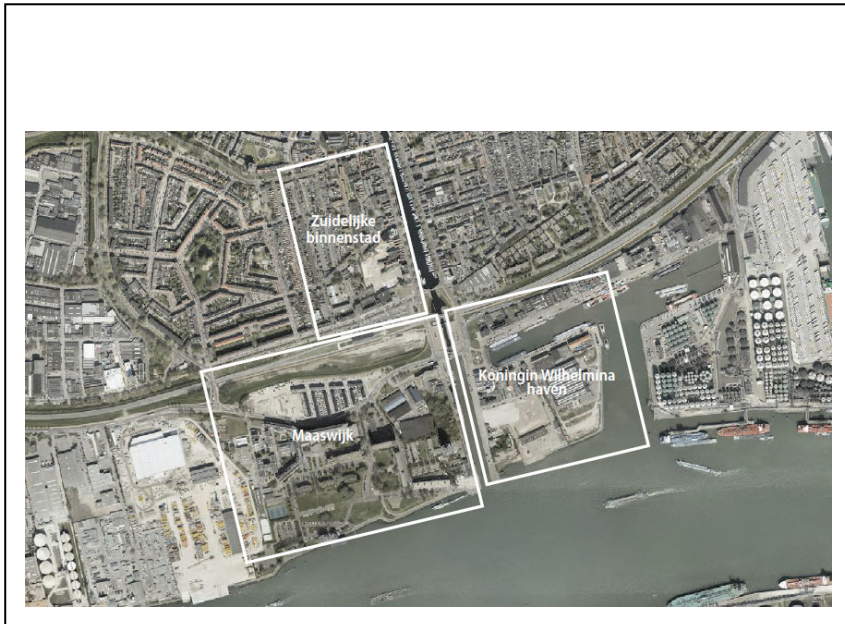 Zuidelijke
binnenstad
Koningin Wilhelmina
haven
Maaswijk